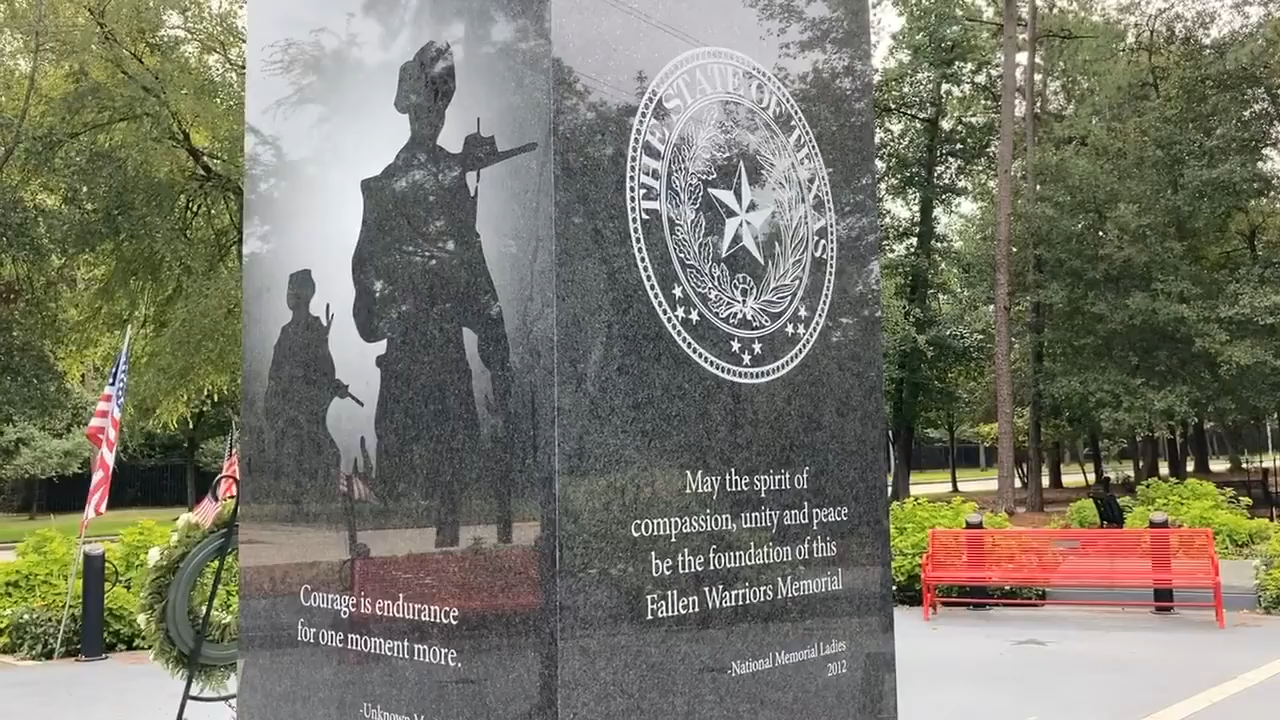 Courage is endurance
for one moment more.
-Unknown
THE STATE OF TEXAS
May the spirit of
compassion, unity and peace
be the foundation of this
Fallen Warriors Memorial
-National Memorial Ladies
2012